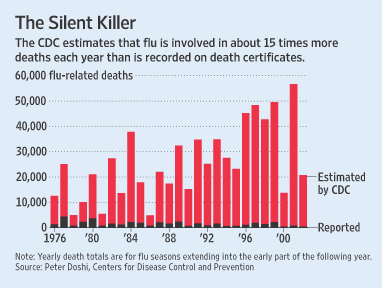 The Silent Killer
The CDC estimates that flu is involved in about 15 times more
deaths each year than is recorded on death certificates.
60,000 flu-related deaths
50,000
40,000
30,000
20,000
10,000
0
Estimated
by CDC
Reported
1976 '80 '84 '88 '92 '96 '00
Note: Yearly death totals are for flu seasons extending into the early part of the following year.
Source: Peter Doshi, Centers for Disease Control and Prevention